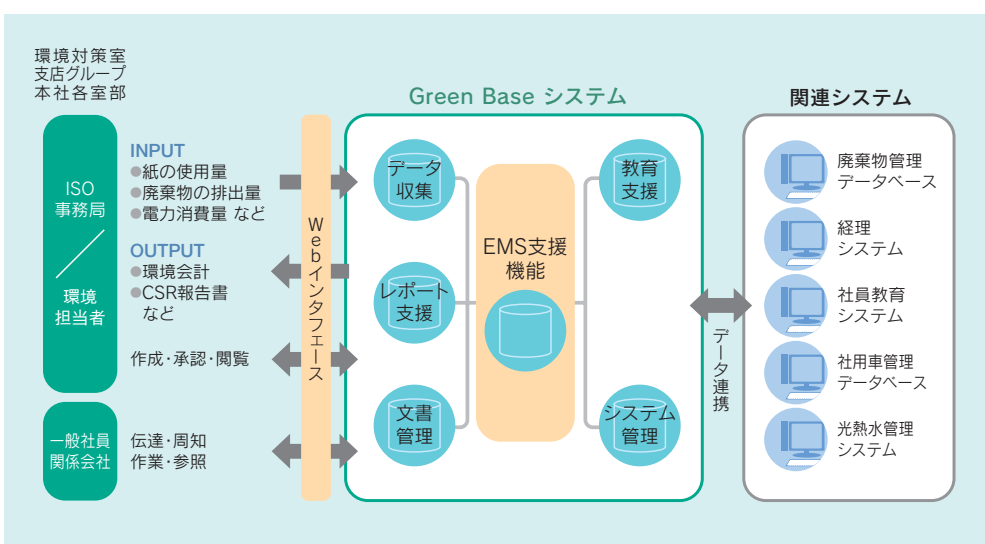 環境対策室
支店グループ
本社各室部
ISO
事務局
環境
担当者
INPUT
●紙の使用量
●廃棄物の排出量
●電力消費量 など
OUTPUT
●環境会計
●CSR報告書
など
作成・承認・閲覧
一般社員
関係会社
伝達・周知
作業・参照
Webインタフェース
Green Base システム
データ
収集
レポート
支援
文書
管理
EMS支援
機能
教育
支援
システム
管理
データ連携
関連システム
廃棄物管理
データベース
経理
システム
社員教育
システム
社用車管理
データベース
光熱水管理
システム